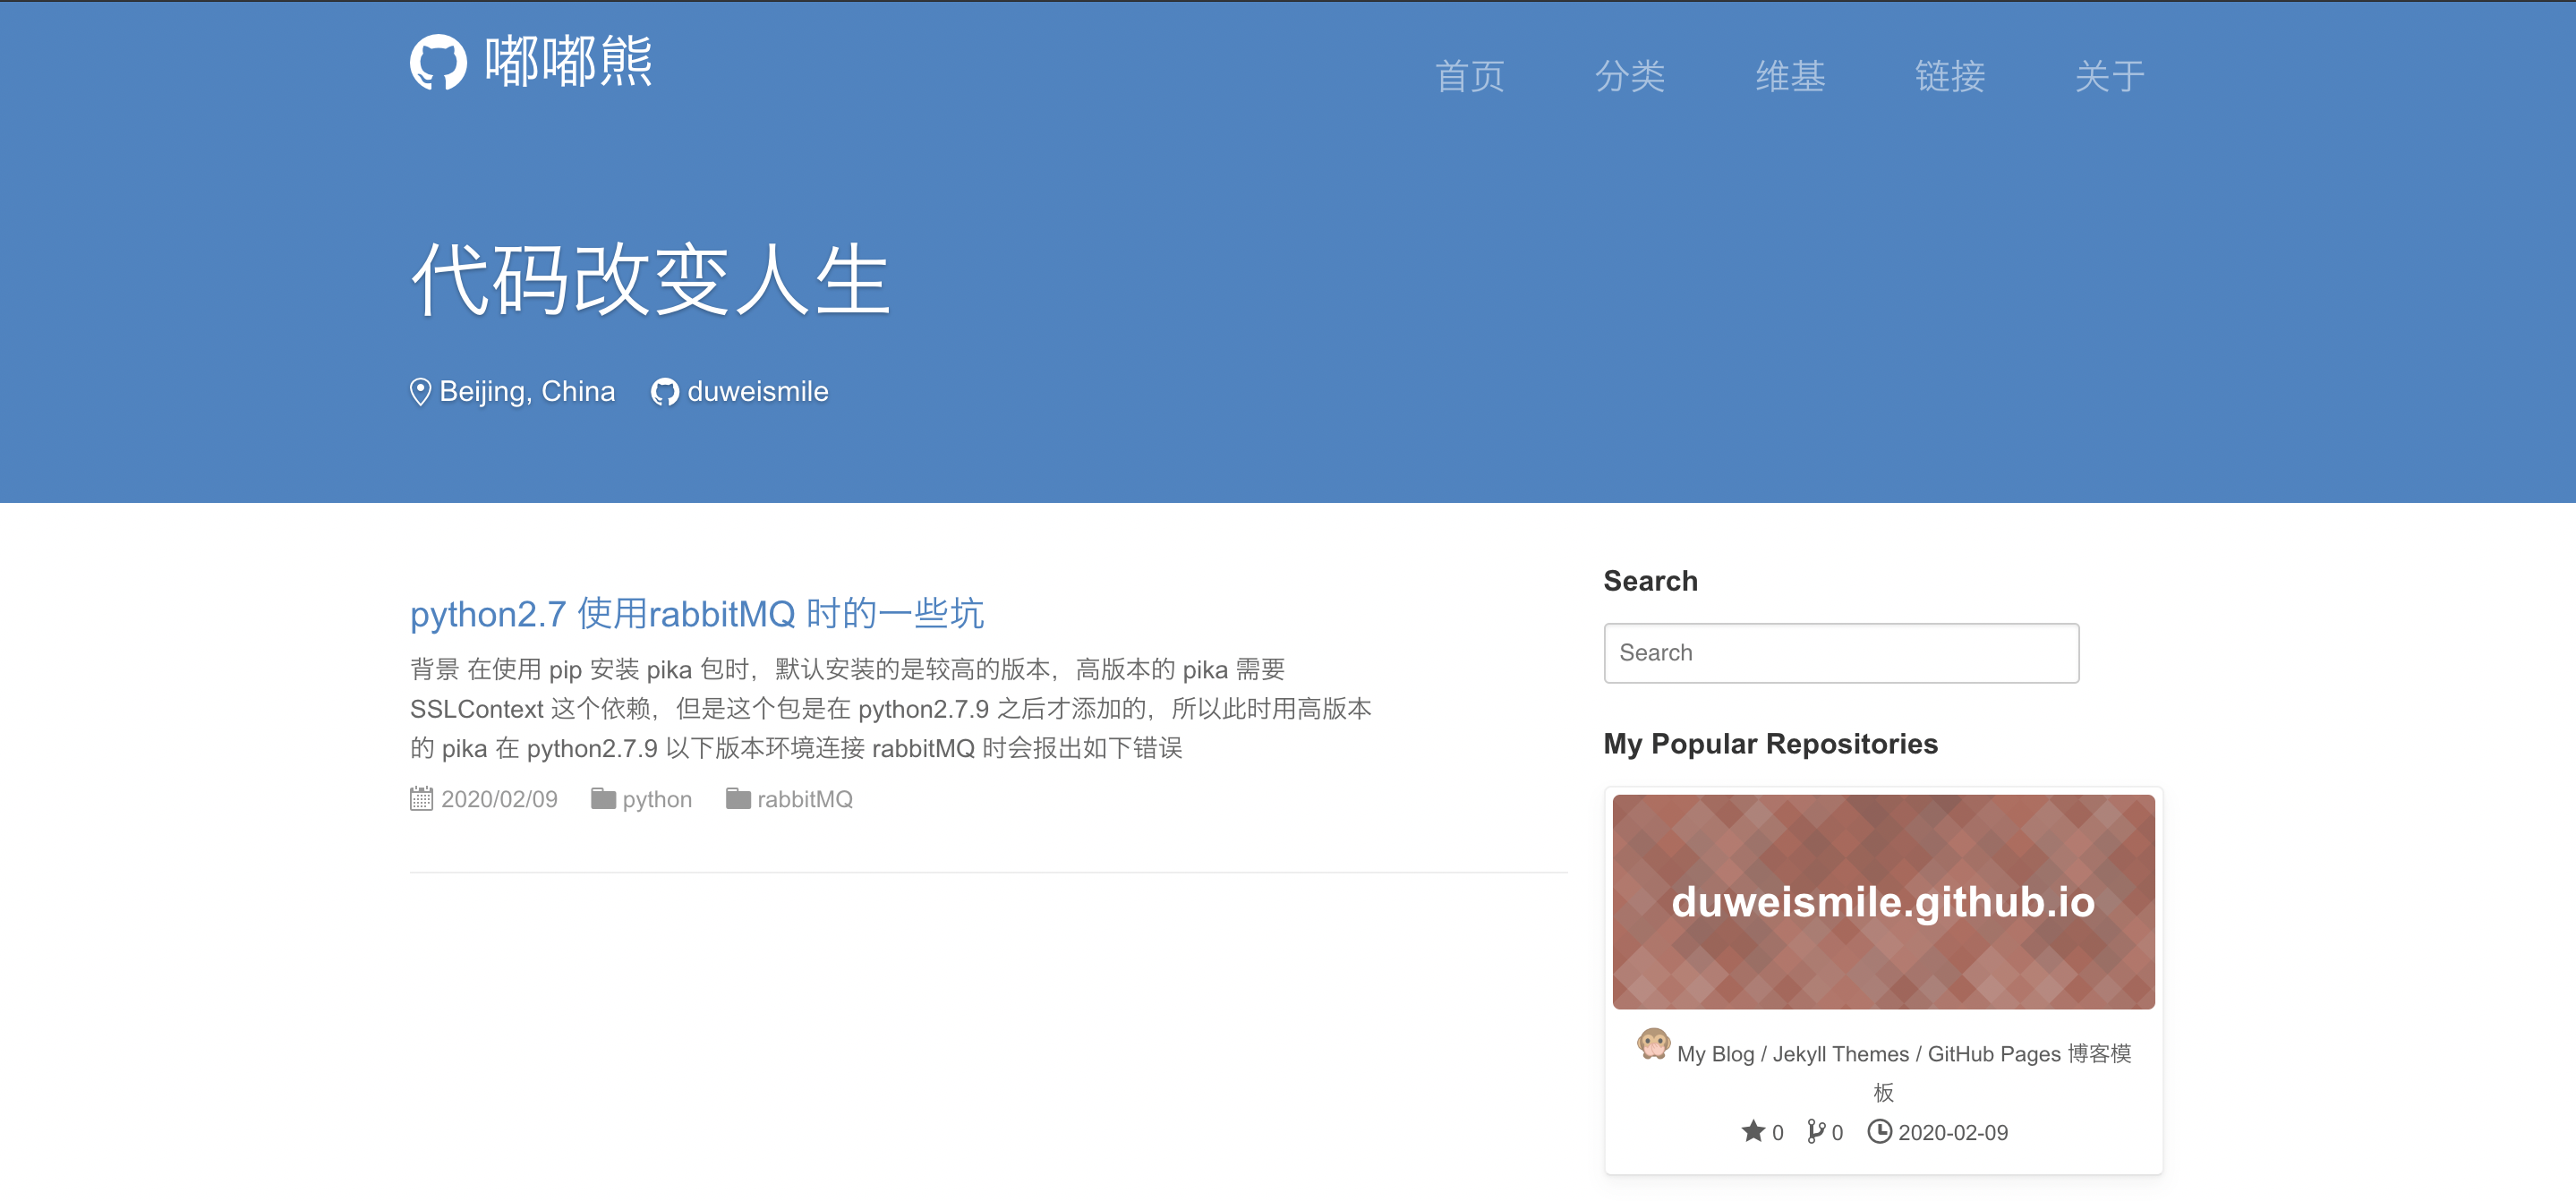 嘟嘟熊
首页 分类 维基 链接 关于
代码改变人生
Beijing, China duweismile
python2.7 使用rabbitMQ 时的一些坑
背景 在使用 pip 安装 pika 包时，默认安装的是较高的版本，高版本的 pika 需要
SSLContext 这个依赖，但是这个包是在 python2.7.9 之后才添加的，所以此时用高版本
的 pika 在 python2.7.9 以下版本环境连接 rabbitMQ 时会报出如下错误
2020/02/09 python rabbitMQ
Search
Search
My Popular Repositories
duweismile.github.io
🙊 My Blog / Jekyll Themes / GitHub Pages 博客模
板
0 0 2020-02-09